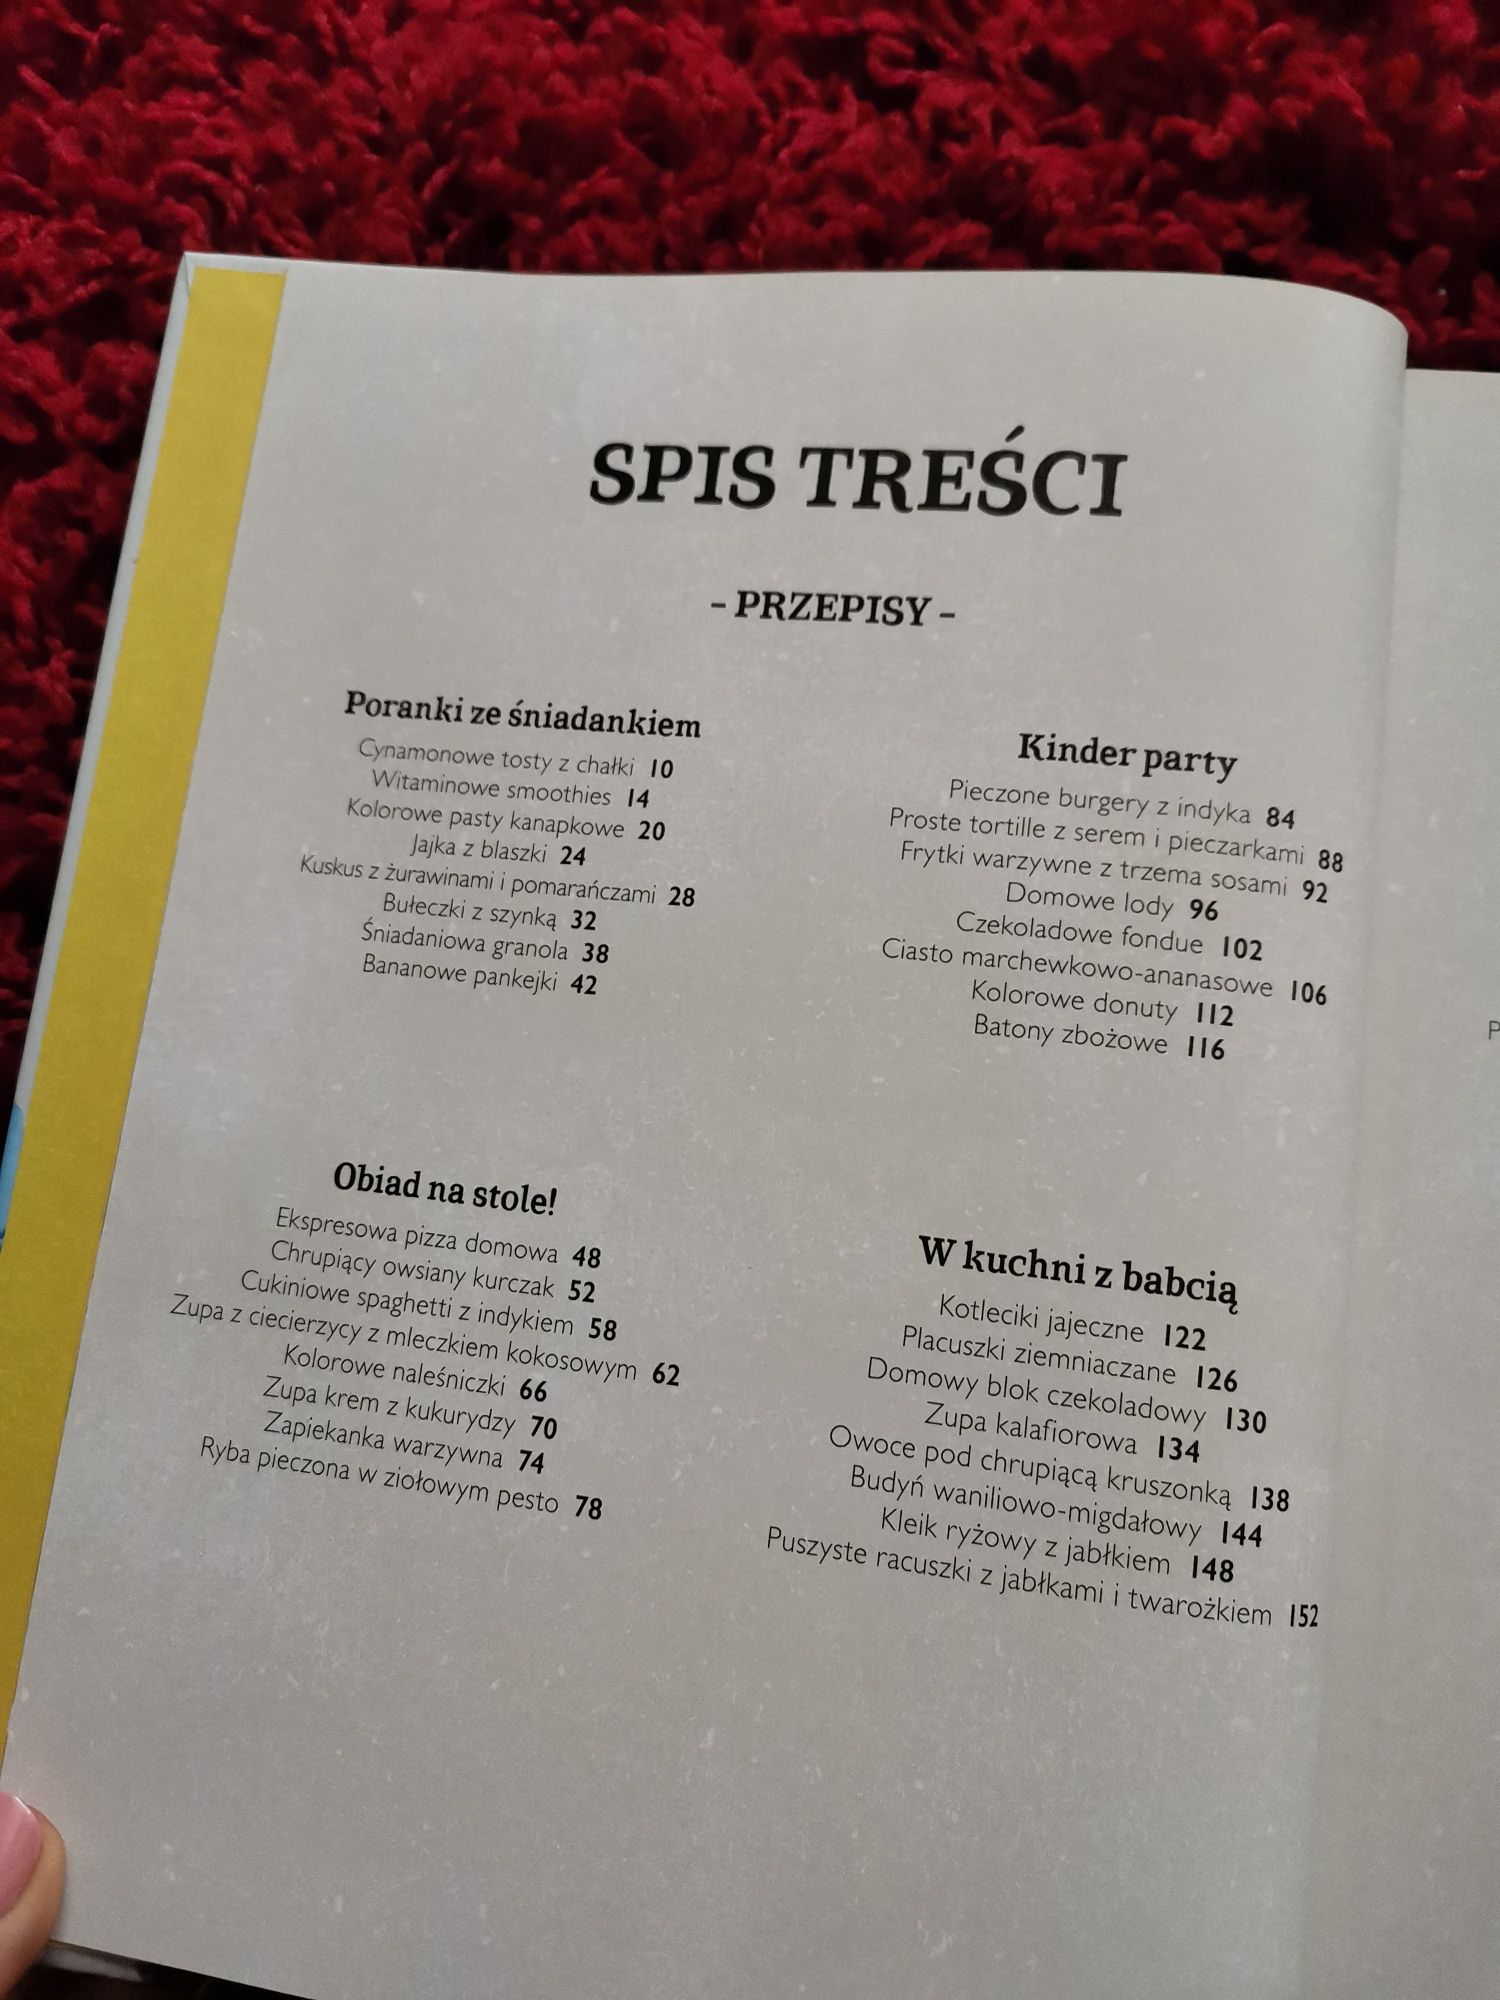 SPIS TREŚCI
– PRZEPISY –
Poranki ze śniadankiem
Cynamonowe tosty z chałki 10
Witaminowe smoothies 14
Kolorowe pasty kanapkowe 20
Jajka z blaszki 24
Kuskus z żurawinami i pomarańczami 28
Bułeczki z szynką 32
Śniadaniowa granola 38
Bananowe pankejki 42
Obiad na stole!
Ekspresowa pizza domowa 48
Chrupiący owsiany kurczak 52
Cukiniowe spaghetti z indykiem 58
Zupa z ciecierzycy z mleczkiem kokosowym 62
Kolorowe naleśniczki 66
Zupa krem z kukurydzy 70
Zapiekanka warzywna 74
Ryba pieczona w ziołowym pesto 78
Kinder party
Pieczone burgery z indyka 84
Proste tortille z serem i pieczarkami 88
Frytki warzywne z trzema sosami 92
Domowe lody 96
Czekoladowe fondue 102
Ciasto marchewkowo-ananasowe 106
Kolorowe donuty 112
Batony zbożowe 116
W kuchni z babcią
Kotleciki jajeczne 122
Placuszki ziemniaczane 126
Domowy blok czekoladowy 130
Zupa kalafiorowa 134
Owoce pod chrupiącą kruszonką 138
Budyń waniliowo-migdałowy 144
Kleik ryżowy z jabłkiem 148
Puszyste racuszki z jabłkami i twarożkiem 152
P